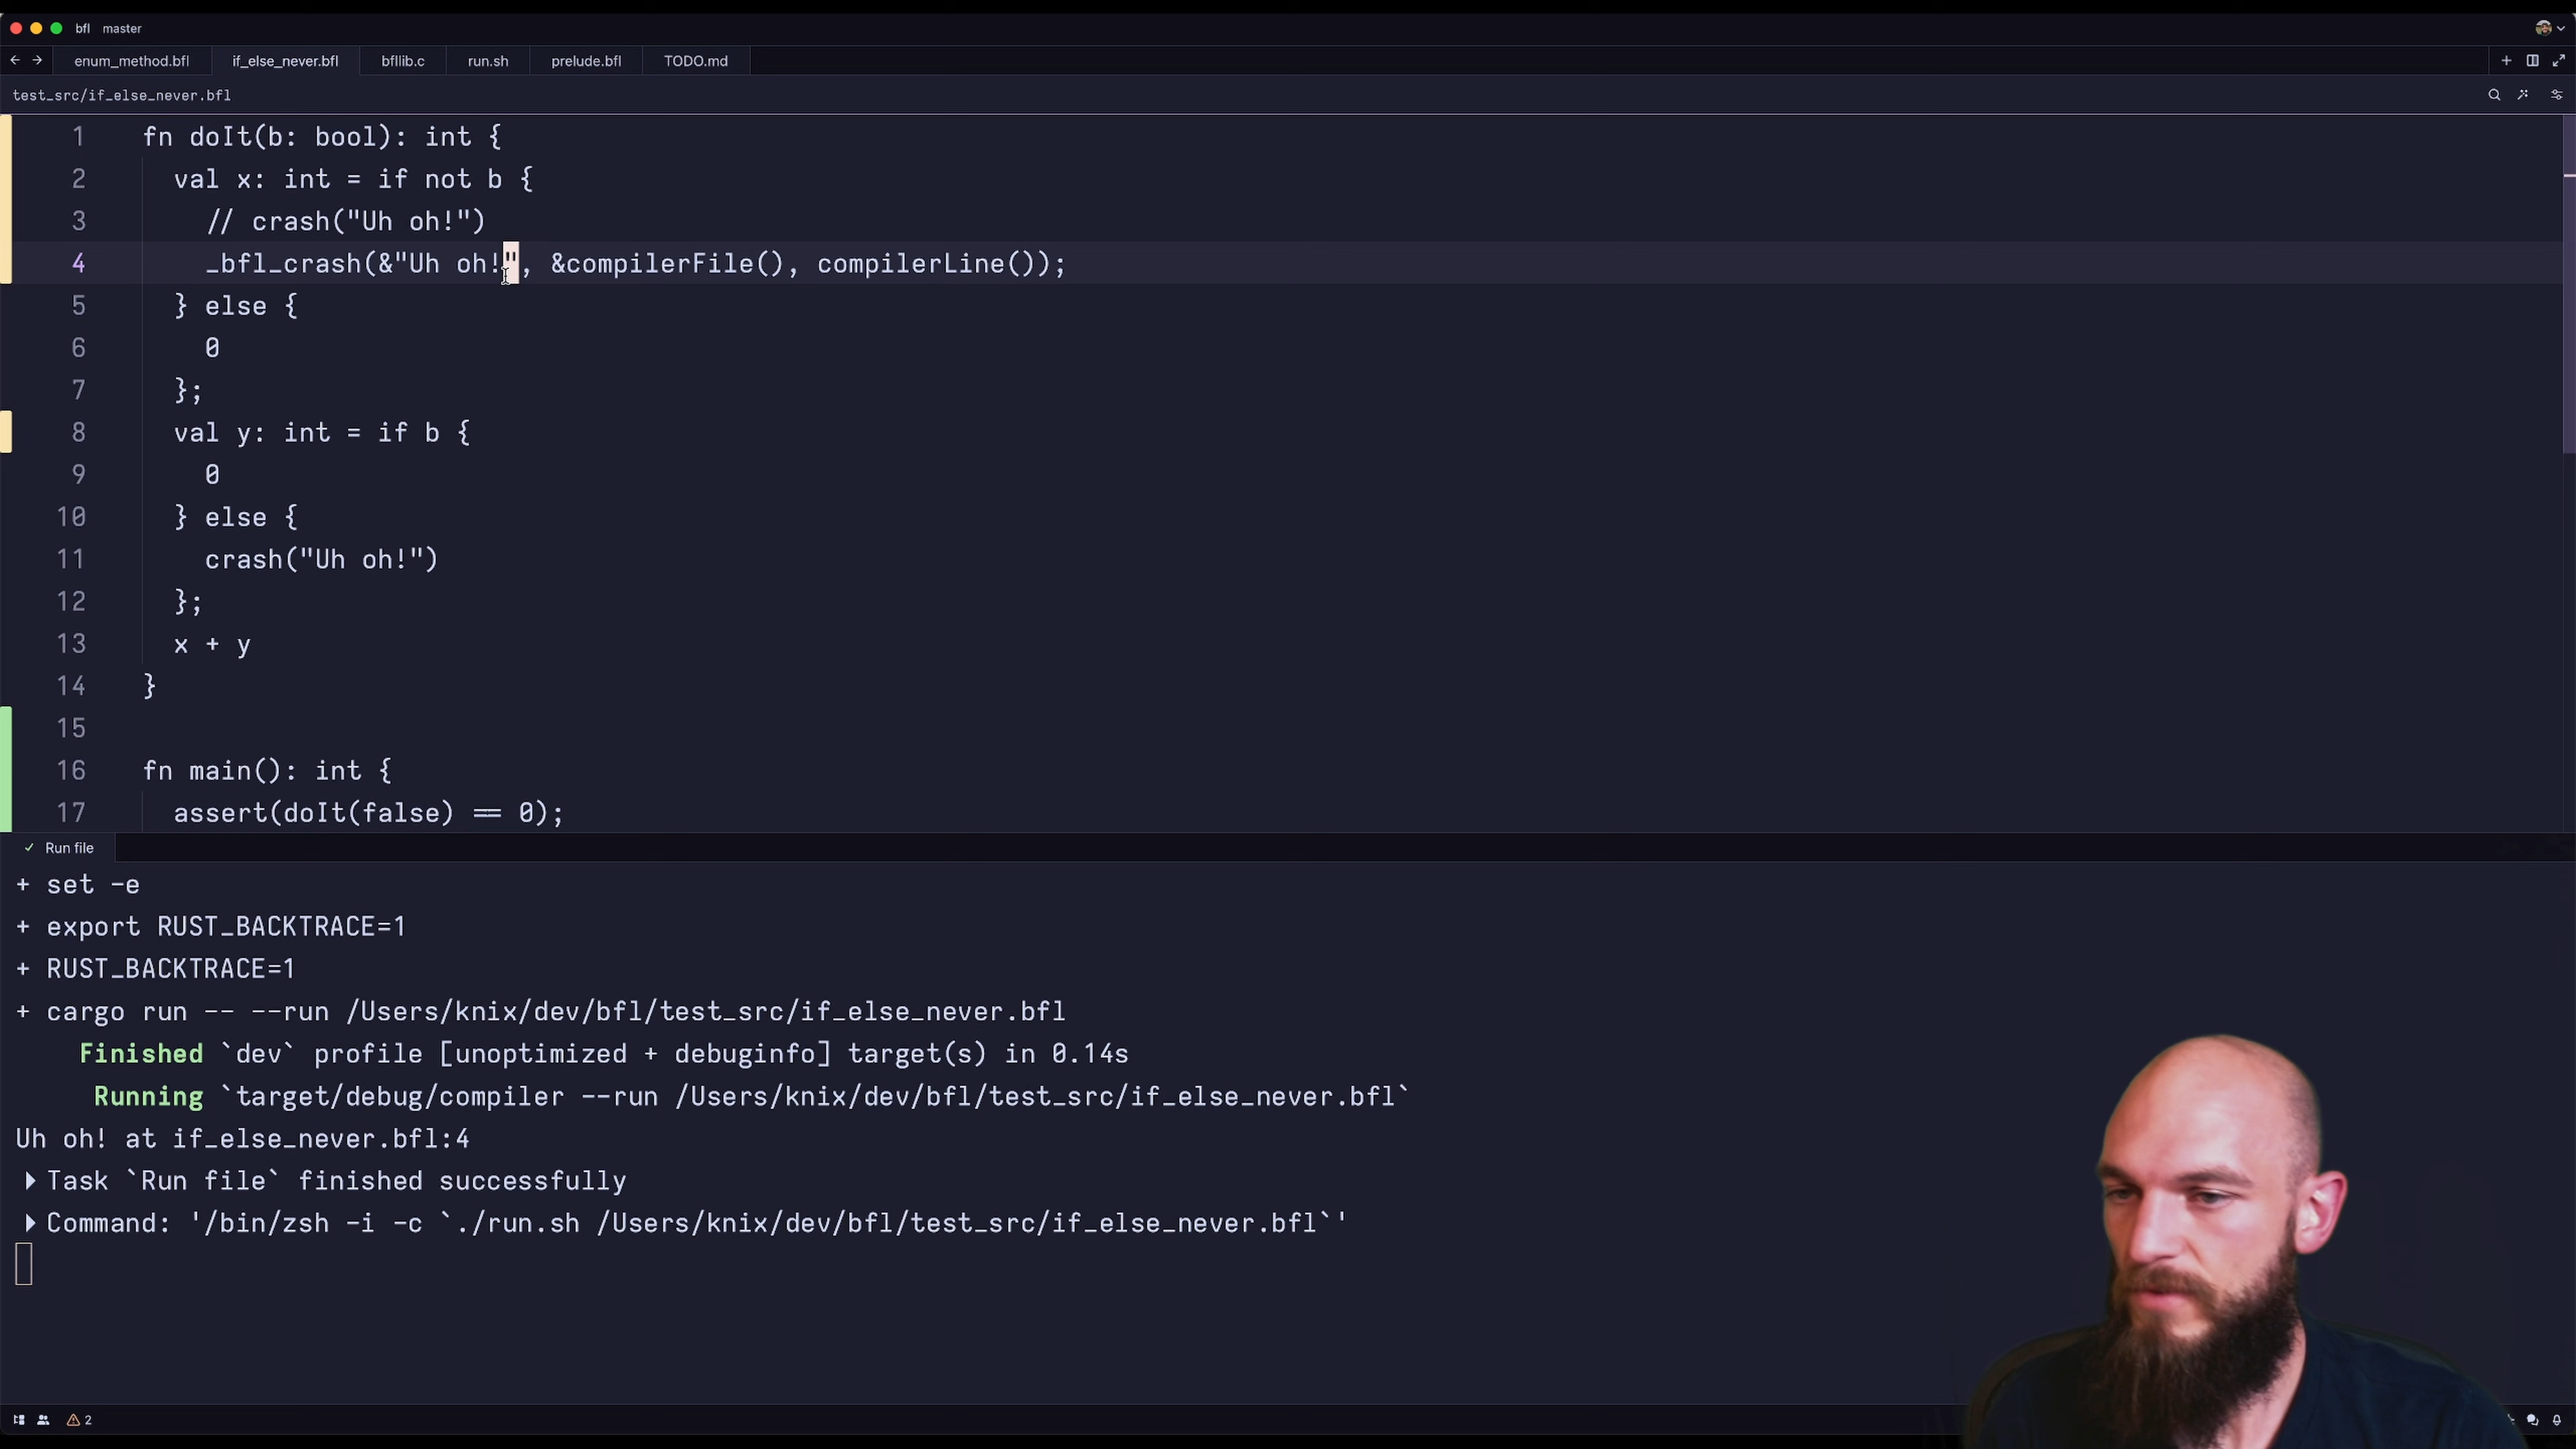 bfl master
enum_method.bfl if_else_never.bfl bfllib.c run.sh prelude.bfl TODO.md
test_src/if_else_never.bfl
1 fn doIt(b: bool): int {
2 val x: int = if not b {
3 // crash("Uh oh!")
4 _bfl_crash(&"Uh oh!", &compilerFile(), compilerLine());
5 } else {
6 0
7 };
8 val y: int = if b {
9 0
10 } else {
11 crash("Uh oh!")
12 };
13 x + y
14 }
15
16 fn main(): int {
17 assert(doIt(false) == 0);
✓ Run file
+ set -e
+ export RUST_BACKTRACE=1
+ RUST_BACKTRACE=1
+ cargo run -- --run /Users/knix/dev/bfl/test_src/if_else_never.bfl
Finished `dev` profile [unoptimized + debuginfo] target(s) in 0.14s
Running `target/debug/compiler --run /Users/knix/dev/bfl/test_src/if_else_never.bfl`
Uh oh! at if_else_never.bfl:4
Task `Run file` finished successfully
Command: '/bin/zsh -i -c `./run.sh /Users/knix/dev/bfl/test_src/if_else_never.bfl`'
2